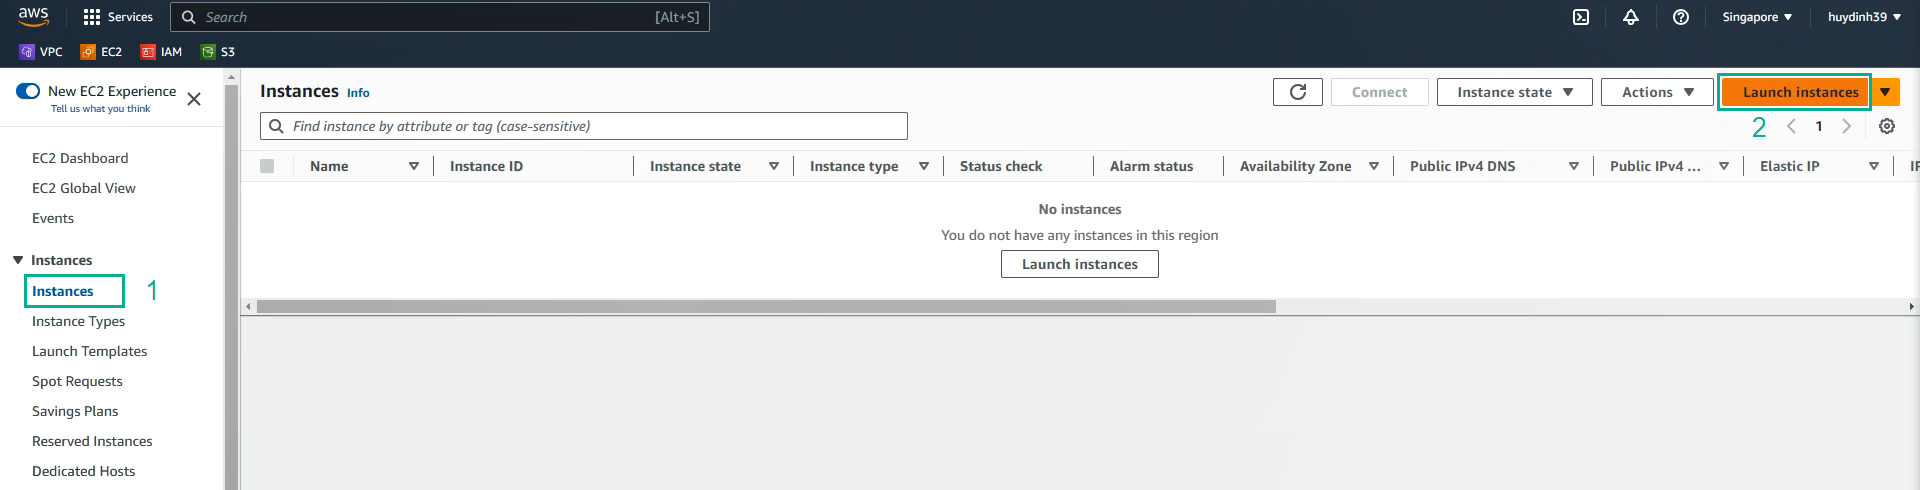 aws Services Search [Alt+S] Singapore huydinh39
VPC EC2 IAM S3
New EC2 Experience
Tell us what you think
EC2 Dashboard
EC2 Global View
Events
Instances
Instances 1
Instance Types
Launch Templates
Spot Requests
Savings Plans
Reserved Instances
Dedicated Hosts
Instances Info Connect Instance state Actions Launch instances
Find instance by attribute or tag (case-sensitive) 2 1
Name Instance ID Instance state Instance type Status check Alarm status Availability Zone Public IPv4 DNS Public IPv4 ... Elastic IP
No instances
You do not have any instances in this region
Launch instances